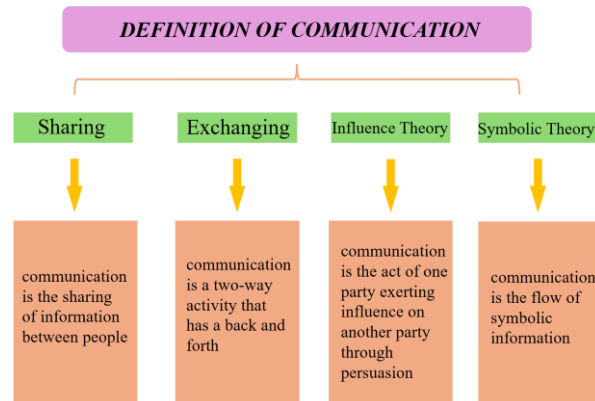 DEFINITION OF COMMUNICATION
Sharing
Exchanging
Influence Theory
Symbolic Theory
communication
is the sharing
of information
between people
communication
is a two-way
activity that
has a back and
forth
communication
is the act of one
party exerting
influence on
another party
through
persuasion
communication
is the flow of
symbolic
information